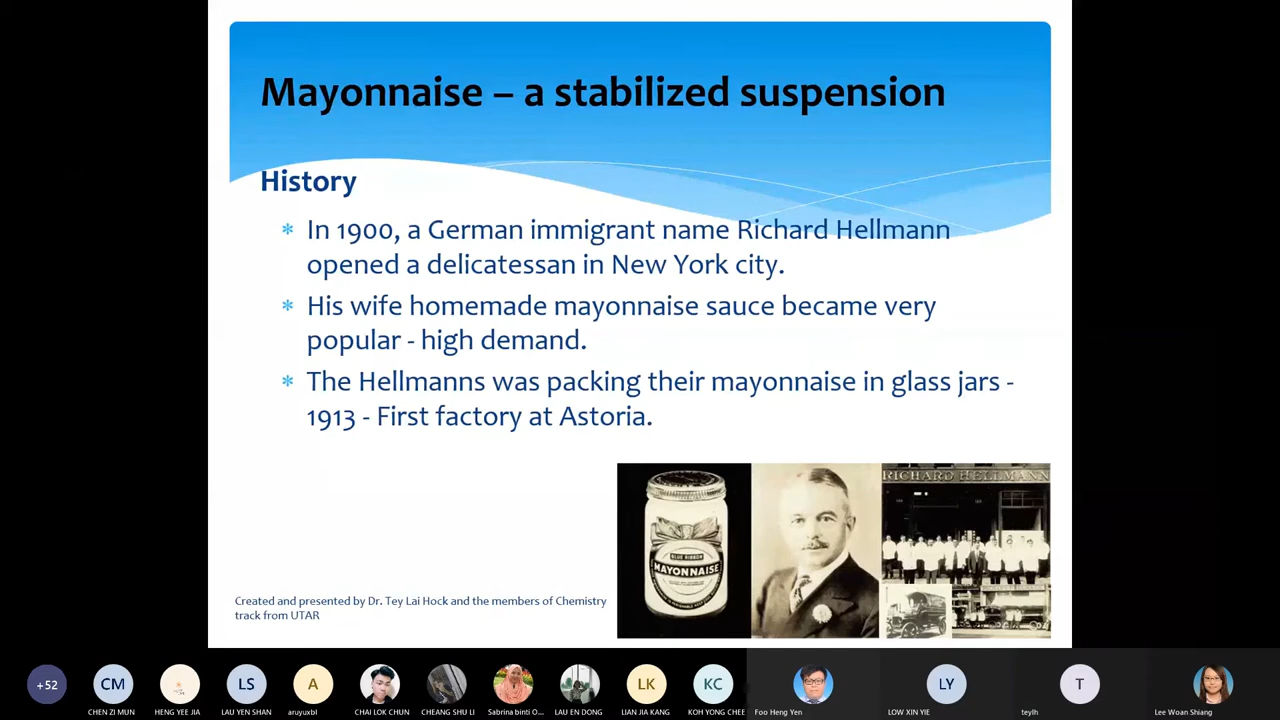 Mayonnaise – a stabilized suspension
History
* In 1900, a German immigrant name Richard Hellmann
opened a delicatessan in New York city.
* His wife homemade mayonnaise sauce became very
popular - high demand.
* The Hellmanns was packing their mayonnaise in glass jars -
1913 - First factory at Astoria.
RICHARD HELLMANN
BLUE RIBBON
MAYONNAISE
Created and presented by Dr. Tey Lai Hock and the members of Chemistry
track from UTAR
+52 CM LS A LK KC LY T
CHEN ZI MUN HENG YEE JIA LAU YEN SHAN aruyuxbl CHAI LOK CHUN CHEANG SHU LI Sabrina binti O... LAU EN DONG LIAN JIA KANG KOH YONG CHEE Foo Heng Yen LOW XIN YIE teylh Lee Woan Shiang